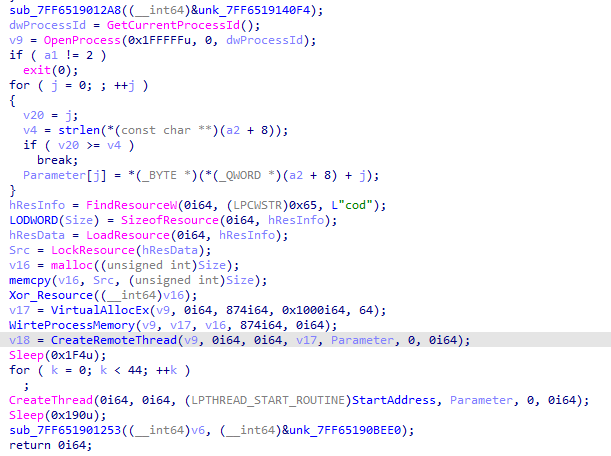 sub_7FF6519012A8((__int64)&unk_7FF6519140F4);
dwProcessId = GetCurrentProcessId();
v9 = OpenProcess(0x1FFFFFu, 0, dwProcessId);
if ( a1 != 2 )
exit(0);
for ( j = 0; ; ++j )
{
v20 = j;
v4 = strlen(*(const char **)(a2 + 8));
if ( v20 >= v4 )
break;
Parameter[j] = *(_BYTE *)(*(_QWORD *)(a2 + 8) + j);
}
hResInfo = FindResourceW(0i64, (LPCWSTR)0x65, L"cod");
LODWORD(Size) = SizeofResource(0i64, hResInfo);
hResData = LoadResource(0i64, hResInfo);
Src = LockResource(hResData);
v16 = malloc((unsigned int)Size);
memcpy(v16, Src, (unsigned int)Size);
Xor_Resource((__int64)v16);
v17 = VirtualAllocEx(v9, 0i64, 874i64, 0x1000i64, 64);
WirteProcessMemory(v9, v17, v16, 874i64, 0i64);
v18 = CreateRemoteThread(v9, 0i64, 0i64, v17, Parameter, 0, 0i64);
Sleep(0x1F4u);
for ( k = 0; k < 44; ++k )
;
CreateThread(0i64, 0i64, (LPTHREAD_START_ROUTINE)StartAddress, Parameter, 0, 0i64);
Sleep(0x190u);
sub_7FF651901253((__int64)v6, (__int64)&unk_7FF65190BEE0);
return 0i64;